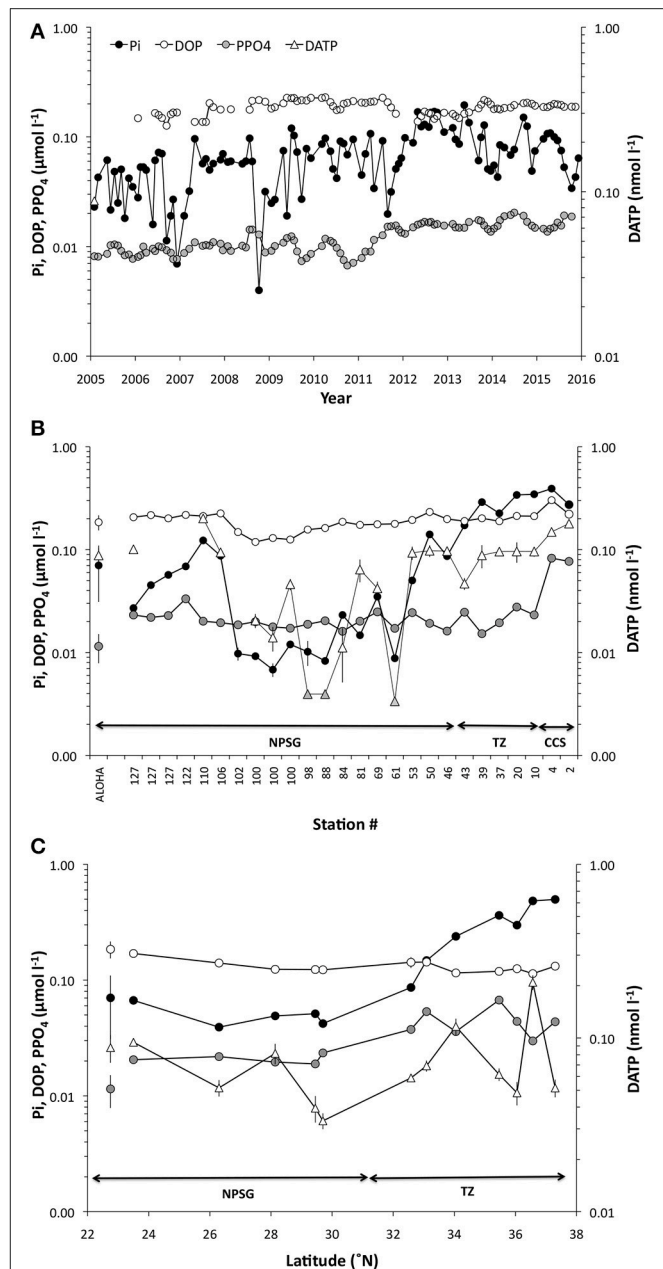 A
Pi DOP PPO4 DATP
1.00 1.00
0.10
0.10
0.01
0.00 0.01
Pi, DOP, PPO₄ (µmol l⁻¹)
DATP (nmol l⁻¹)
2005 2006 2007 2008 2009 2010 2011 2012 2013 2014 2015 2016
Year
B
1.00 1.00
0.10 0.10
0.01 0.01
0.00 0.00
Pi, DOP, PPO₄ (µmol l⁻¹)
DATP (nmol l⁻¹)
NPSG TZ CCS
ALOHA 127 127 127 122 110 106 102 100 100 100 98 88 84 81 69 61 53 50 46 43 39 37 20 10 4 2
Station #
C
1.00 1.00
0.10
0.10
0.01
0.00 0.01
Pi, DOP, PPO₄ (µmol l⁻¹)
DATP (nmol l⁻¹)
NPSG TZ
22 24 26 28 30 32 34 36 38
Latitude (˚N)